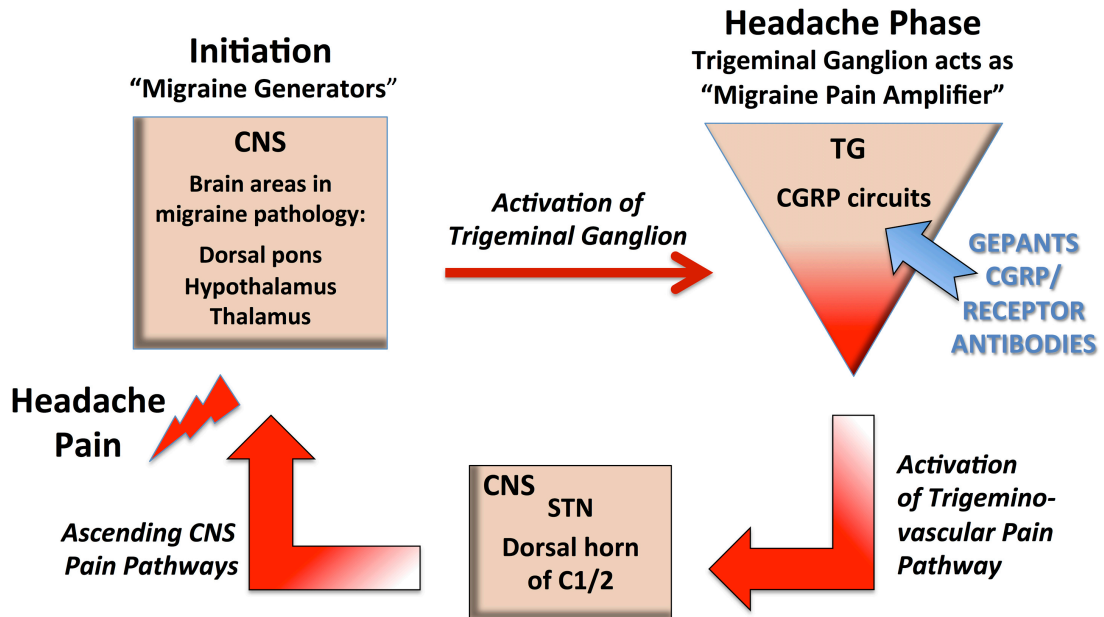 Initiation
“Migraine Generators”
CNS
Brain areas in
migraine pathology:
Dorsal pons
Hypothalamus
Thalamus
Activation of
Trigeminal Ganglion
Headache Phase
Trigeminal Ganglion acts as
“Migraine Pain Amplifier”
TG
CGRP circuits
GEPANTS
CGRP/
RECEPTOR
ANTIBODIES
Activation
of Trigemino-
vascular Pain
Pathway
CNS
STN
Dorsal horn
of C1/2
Ascending CNS
Pain Pathways
Headache
Pain